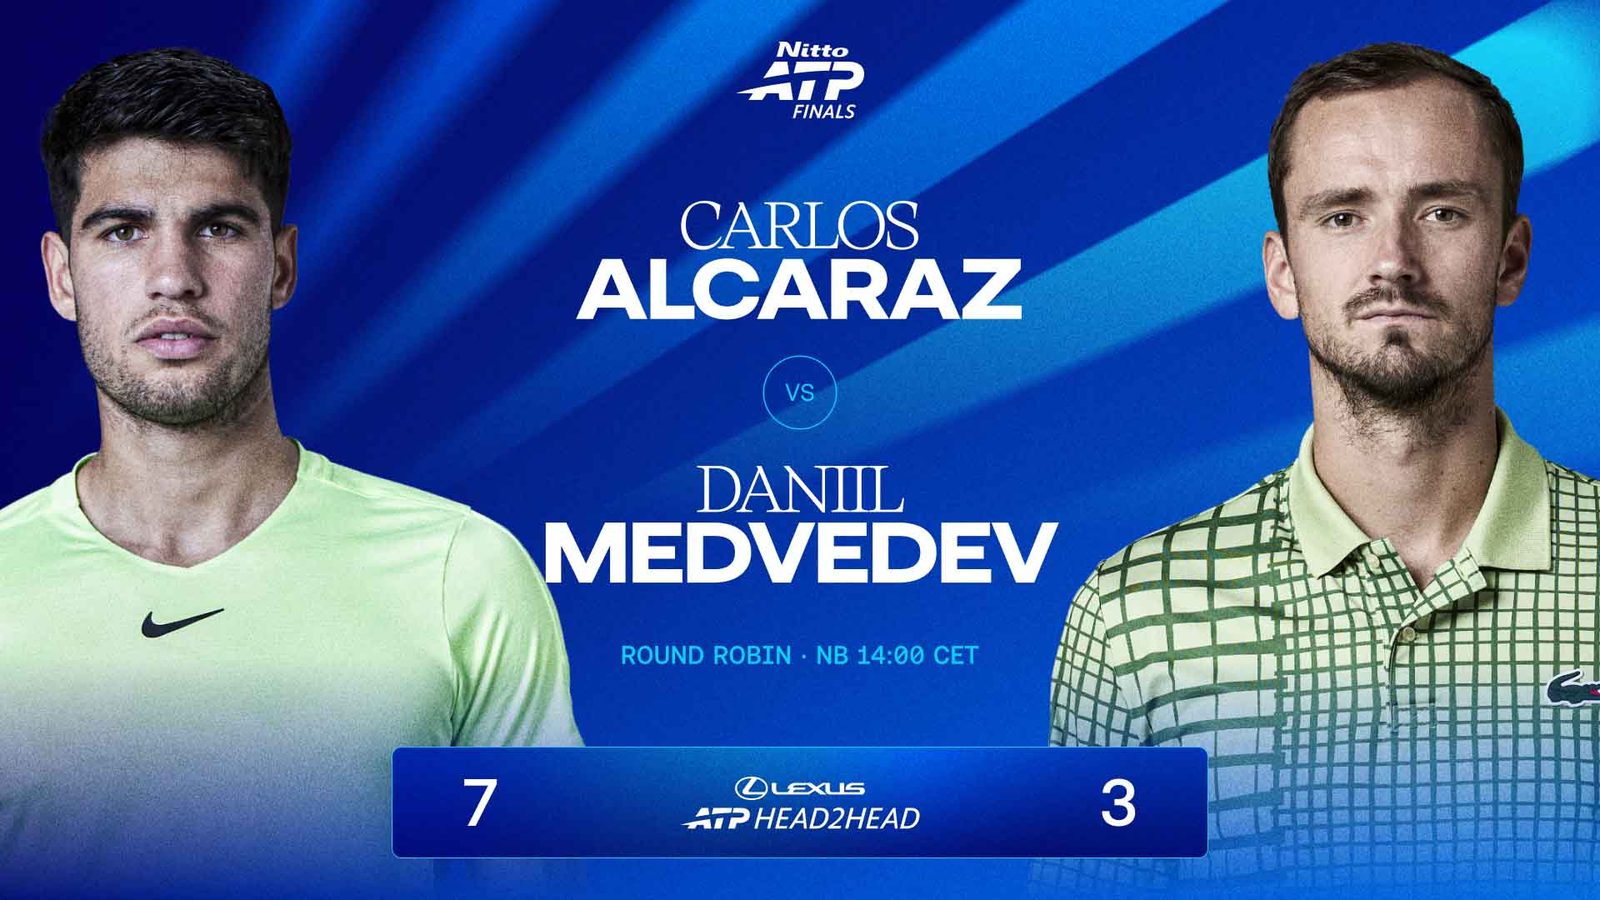 Nitto
ATP
FINALS
CARLOS
ALCARAZ
VS
DANIIL
MEDVEDEV
ROUND ROBIN · NB 14:00 CET
7
LEXUS
ATP HEAD2HEAD
3